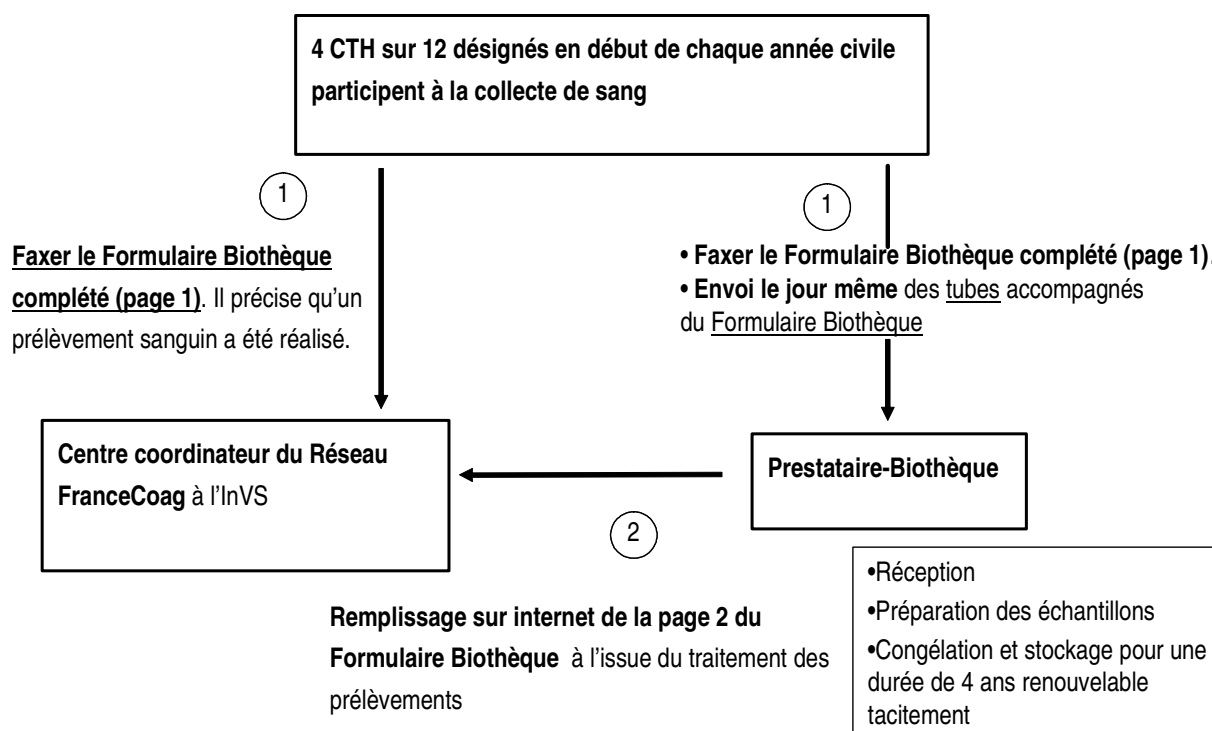 4 CTH sur 12 désignés en début de chaque année civile
participent à la collecte de sang
1
1
Faxer le Formulaire Biothèque
complété (page 1). Il précise qu'un
prélèvement sanguin a été réalisé.
• Faxer le Formulaire Biothèque complété (page 1).
• Envoi le jour même des tubes accompagnés
du Formulaire Biothèque
Centre coordinateur du Réseau
FranceCoag à l'InVS
Prestataire-Biothèque
2
Remplissage sur internet de la page 2 du
Formulaire Biothèque à l'issue du traitement des
prélèvements
•Réception
•Préparation des échantillons
•Congélation et stockage pour une
durée de 4 ans renouvelable
tacitement